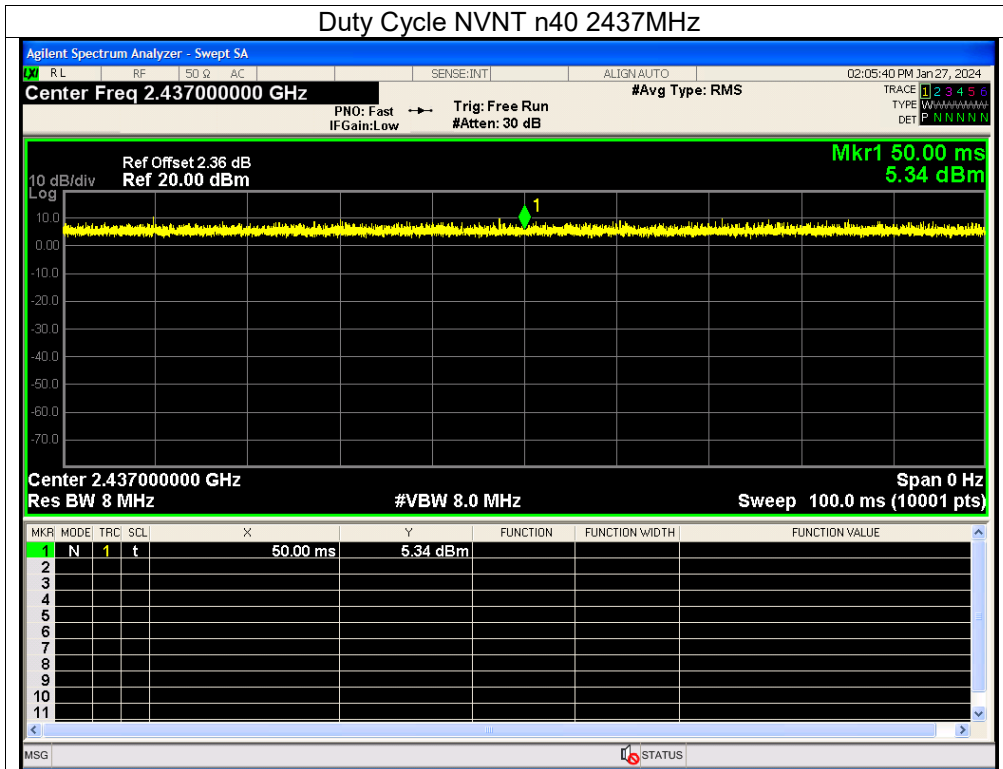 Duty Cycle NVNT n40 2437MHz
Agilent Spectrum Analyzer - Swept SA
LXI RL RF 50 Ω AC SENSE:INT ALIGN AUTO 02:05:40 PM Jan 27, 2024
Center Freq 2.437000000 GHz #Avg Type: RMS TRACE 1 2 3 4 5 6
PNO: Fast Trig: Free Run TYPE WWWWWW
IFGain:Low #Atten: 30 dB DET P N N N N N
Mkr1 50.00 ms
Ref Offset 2.36 dB
10 dB/div Ref 20.00 dBm 5.34 dBm
Log
1
10.0
0.00
-10.0
-20.0
-30.0
-40.0
-50.0
-60.0
-70.0
Center 2.437000000 GHz Span 0 Hz
Res BW 8 MHz #VBW 8.0 MHz Sweep 100.0 ms (10001 pts)
MKR MODE TRC SCL X Y FUNCTION FUNCTION WIDTH FUNCTION VALUE
1 N 1 t 50.00 ms 5.34 dBm
2
3
4
5
6
7
8
9
10
11
MSG STATUS